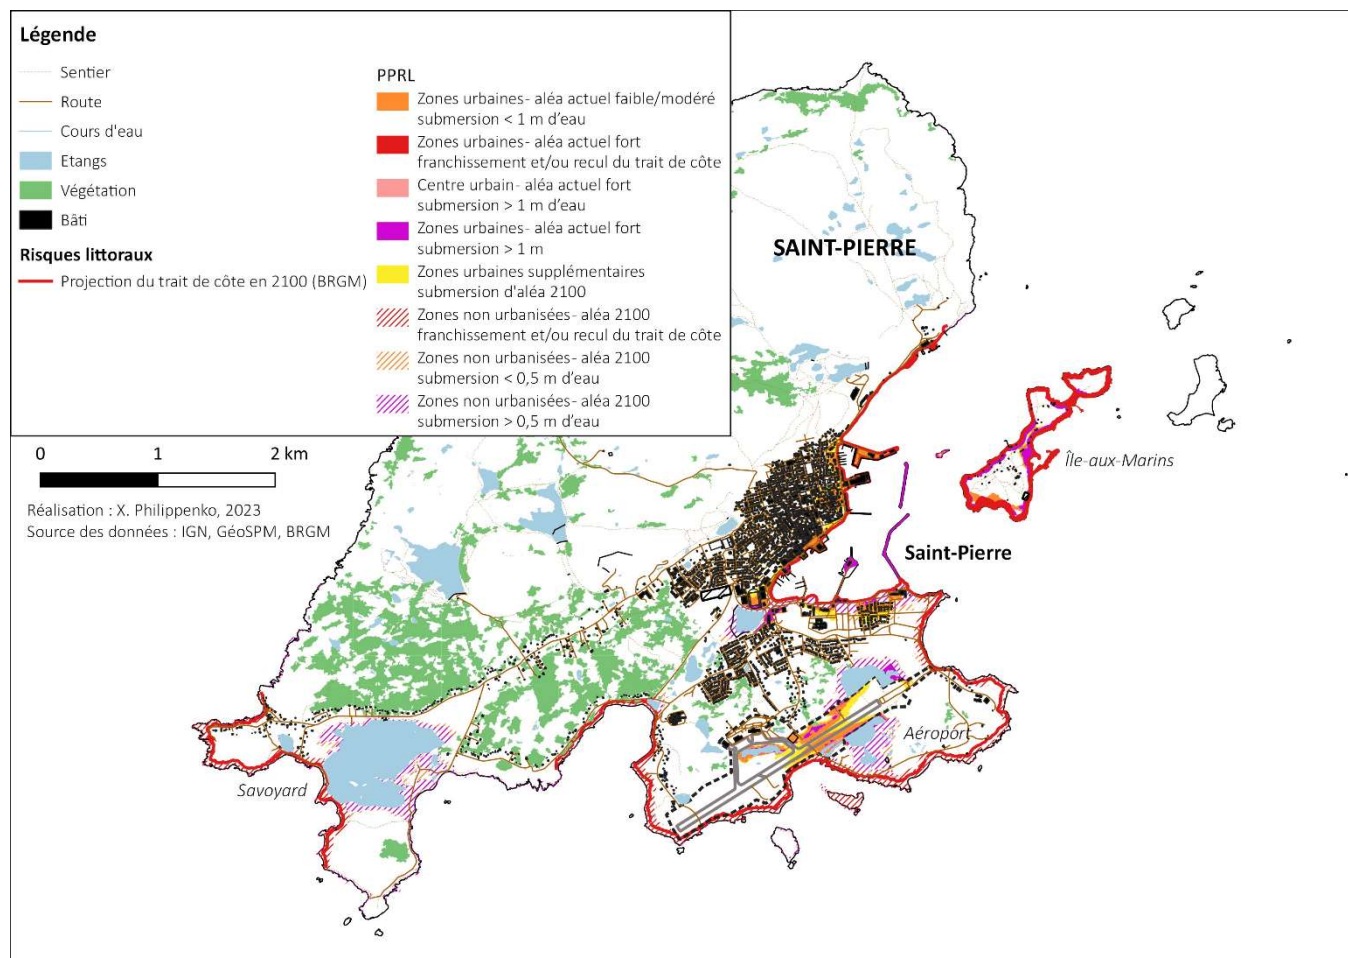 Légende
Sentier
Route
Cours d'eau
Etangs
Végétation
Bâti
Risques littoraux
Projection du trait de côte en 2100 (BRGM)
PPRL
Zones urbaines- aléa actuel faible/modéré
submersion < 1 m d’eau
Zones urbaines- aléa actuel fort
franchissement et/ou recul du trait de côte
Centre urbain- aléa actuel fort
submersion > 1 m d’eau
Zones urbaines- aléa actuel fort
submersion > 1 m
Zones urbaines supplémentaires
submersion d'aléa 2100
Zones non urbanisées- aléa 2100
franchissement et/ou recul du trait de côte
Zones non urbanisées- aléa 2100
submersion < 0,5 m d’eau
Zones non urbanisées- aléa 2100
submersion > 0,5 m d’eau
0 1 2 km
Réalisation : X. Philippenko, 2023
Source des données : IGN, GéoSPM, BRGM
SAINT-PIERRE
Île-aux-Marins
Saint-Pierre
Aéroport
Savoyard